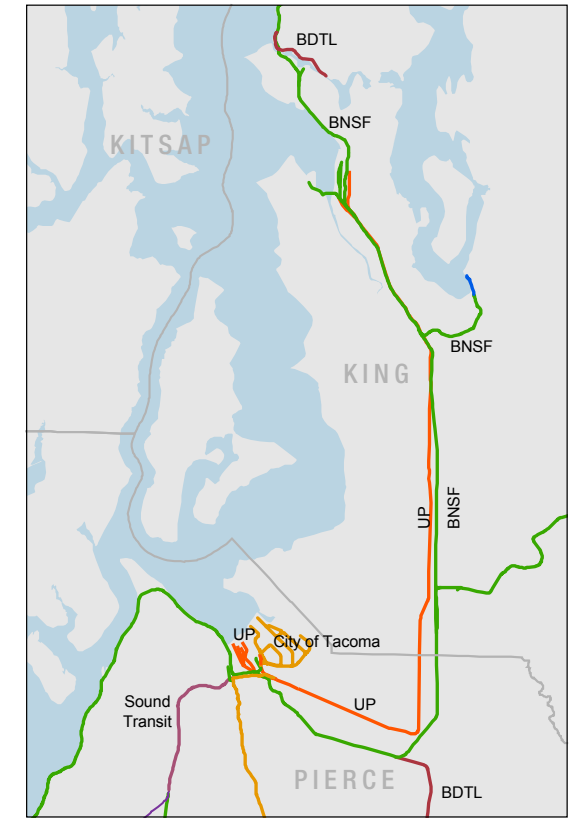 BDTL
BNSF
KITSAP
BNSF
KING
UP
BNSF
UP
City of Tacoma
Sound
Transit
UP
PIERCE
BDTL